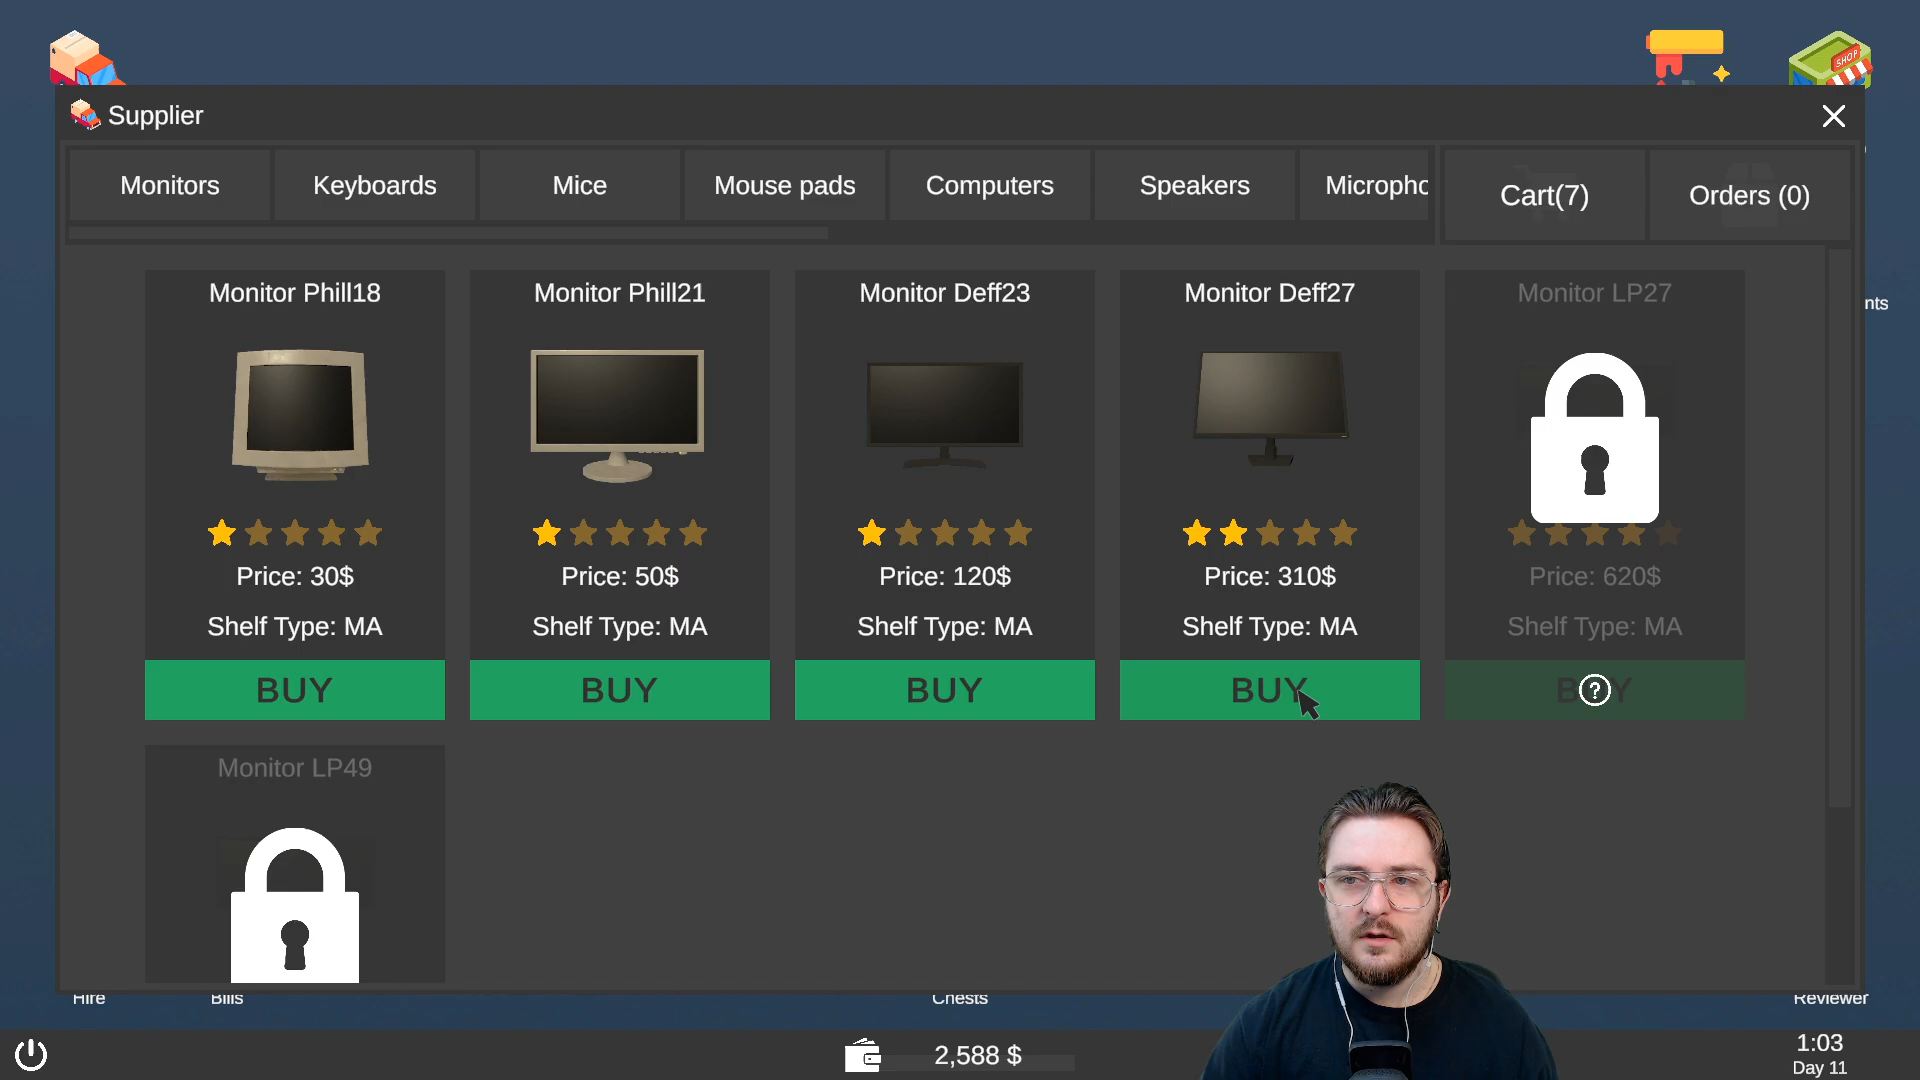 SHOP
Supplier
Monitors
Keyboards
Mice
Mouse pads
Computers
Speakers
Micropho
Cart(7)
Orders (0)
Monitor Phill18
Monitor Phill21
Monitor Deff23
Monitor Deff27
Monitor LP27
nts
Price: 30$
Price: 50$
Price: 120$
Price: 310$
Price: 620$
Shelf Type: MA
Shelf Type: MA
Shelf Type: MA
Shelf Type: MA
Shelf Type: MA
BUY
BUY
BUY
BUY
BUY
?
Monitor LP49
Hire
Bills
Chests
Reviewer
2,588 $
1:03
Day 11